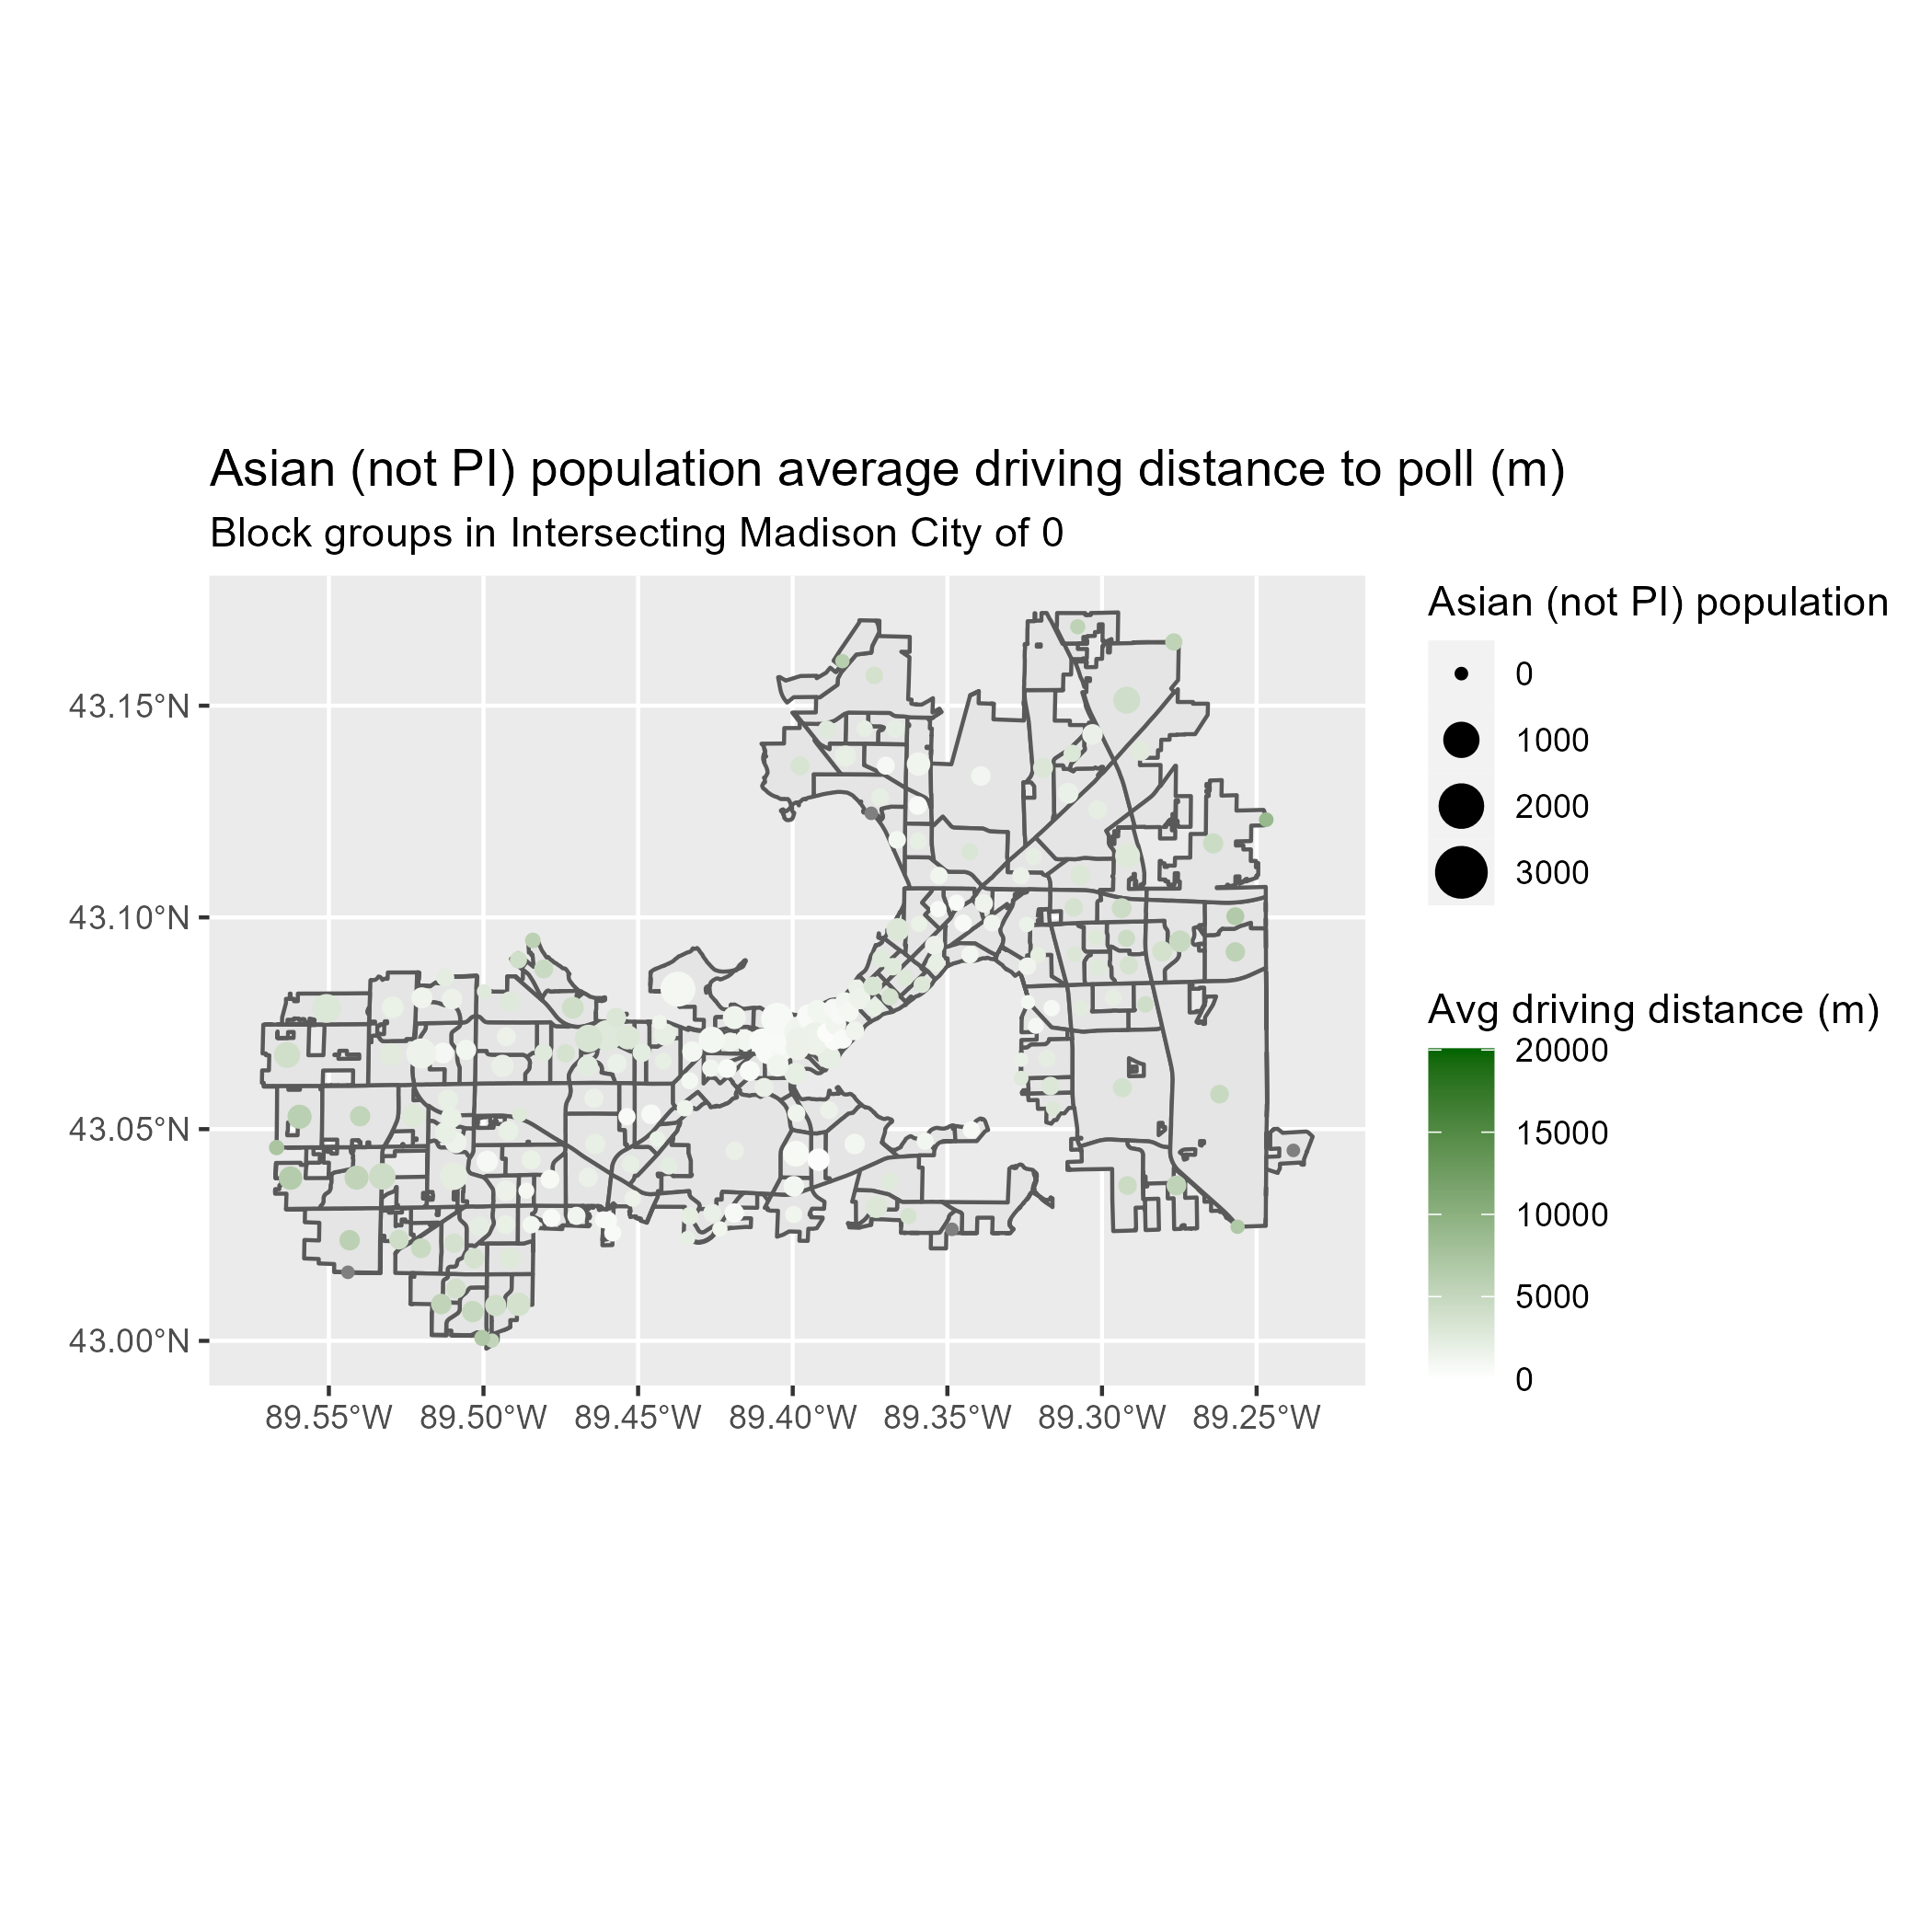 Asian (not PI) population average driving distance to poll (m)
Block groups in Intersecting Madison City of 0
43.15°N
43.10°N
43.05°N
43.00°N
89.55°W
89.50°W
89.45°W
89.40°W
89.35°W
89.30°W
89.25°W
Asian (not PI) population
0
1000
2000
3000
Avg driving distance (m)
20000
15000
10000
5000
0